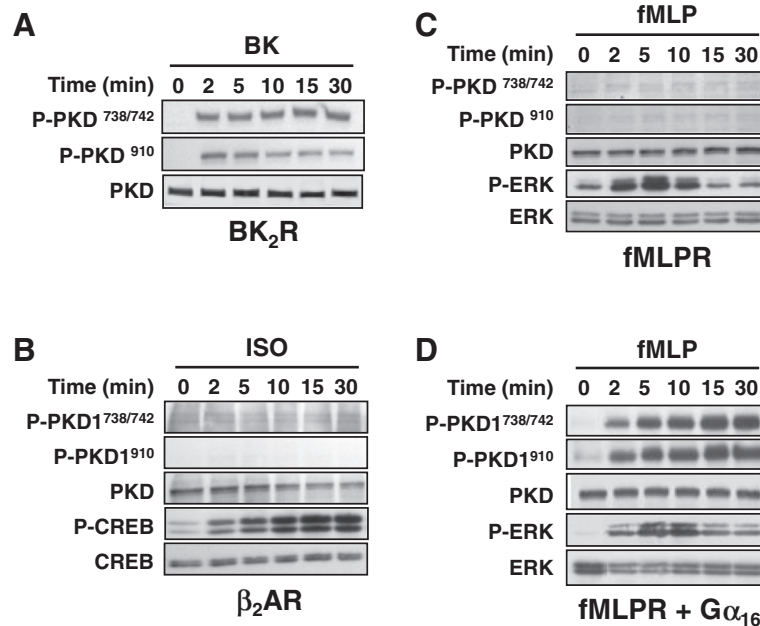 A
BK
Time (min) 0 2 5 10 15 30
P-PKD 738/742
P-PKD 910
PKD
BK2R
B
ISO
Time (min) 0 2 5 10 15 30
P-PKD1738/742
P-PKD1910
PKD
P-CREB
CREB
β2AR
C
fMLP
Time (min) 0 2 5 10 15 30
P-PKD 738/742
P-PKD 910
PKD
P-ERK
ERK
fMLPR
D
fMLP
Time (min) 0 2 5 10 15 30
P-PKD1738/742
P-PKD1910
PKD
P-ERK
ERK
fMLPR + Gα16